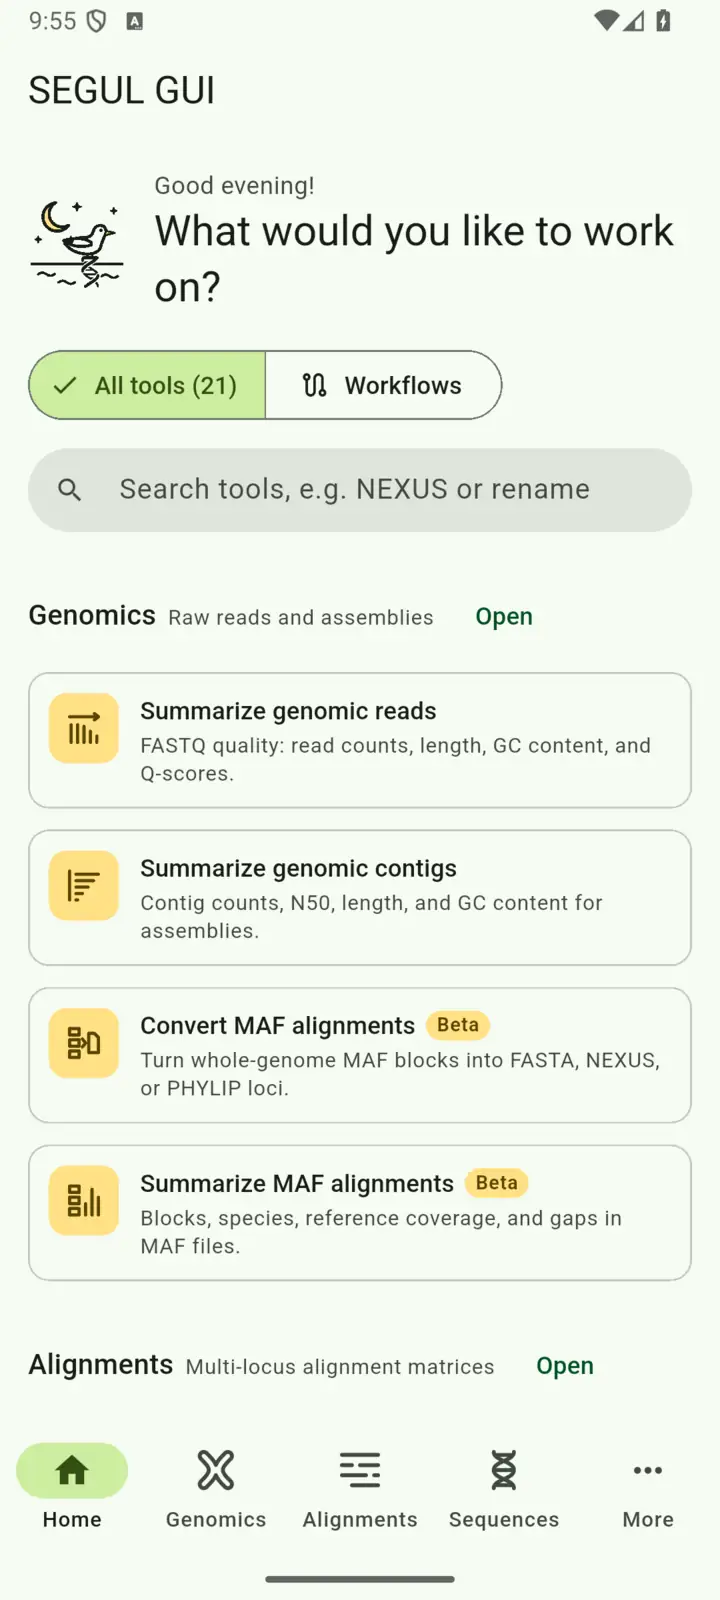 9:55
SEGUL GUI
Good evening!
What would you like to work
on?
All tools (21)
Workflows
Search tools, e.g. NEXUS or rename
Genomics Raw reads and assemblies Open
Summarize genomic reads
FASTQ quality: read counts, length, GC content, and
Q-scores.
Summarize genomic contigs
Contig counts, N50, length, and GC content for
assemblies.
Convert MAF alignments Beta
Turn whole-genome MAF blocks into FASTA, NEXUS,
or PHYLIP loci.
Summarize MAF alignments Beta
Blocks, species, reference coverage, and gaps in
MAF files.
Alignments Multi-locus alignment matrices Open
Home Genomics Alignments Sequences More